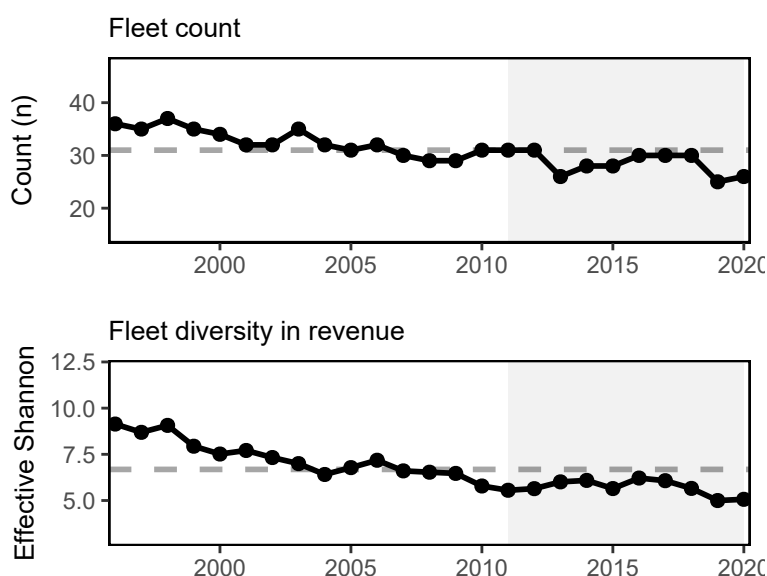 Fleet count
Count (n)
40
30
20
2000 2005 2010 2015 2020
Fleet diversity in revenue
Effective Shannon
12.5
10.0
7.5
5.0
2000 2005 2010 2015 2020